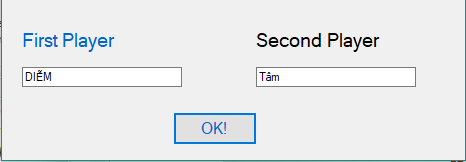 First Player Second Player
DIỄM Tâm
OK!